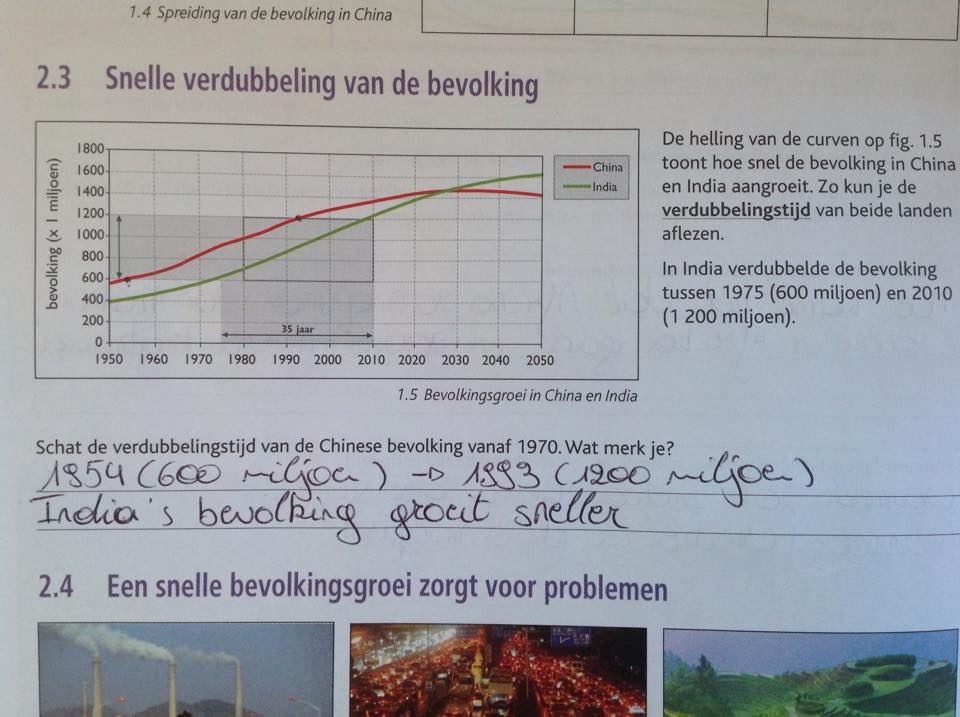 1.4 Spreiding van de bevolking in China
2.3 Snelle verdubbeling van de bevolking
bevolking (x 1 miljoen)
1800
1600
1400
1200
1000
800
600
400
200
0
1950 1960 1970 1980 1990 2000 2010 2020 2030 2040 2050
35 jaar
China
India
1.5 Bevolkingsgroei in China en India
De helling van de curven op fig. 1.5
toont hoe snel de bevolking in China
en India aangroeit. Zo kun je de
verdubbelingstijd van beide landen
aflezen.
In India verdubbelde de bevolking
tussen 1975 (600 miljoen) en 2010
(1 200 miljoen).
Schat de verdubbelingstijd van de Chinese bevolking vanaf 1970. Wat merk je?
1954 (600 miljoen) → 1993 (1200 miljoen)
India's bevolking groeit sneller
2.4 Een snelle bevolkingsgroei zorgt voor problemen